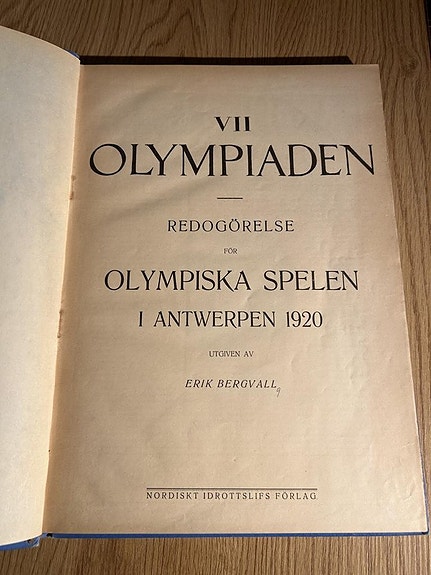 VII
OLYMPIADEN
REDOGÖRELSE
FÖR
OLYMPISKA SPELEN
I ANTWERPEN 1920
UTGIVEN AV
ERIK BERGVALL
NORDISKT IDROTTSLIFS FÖRLAG